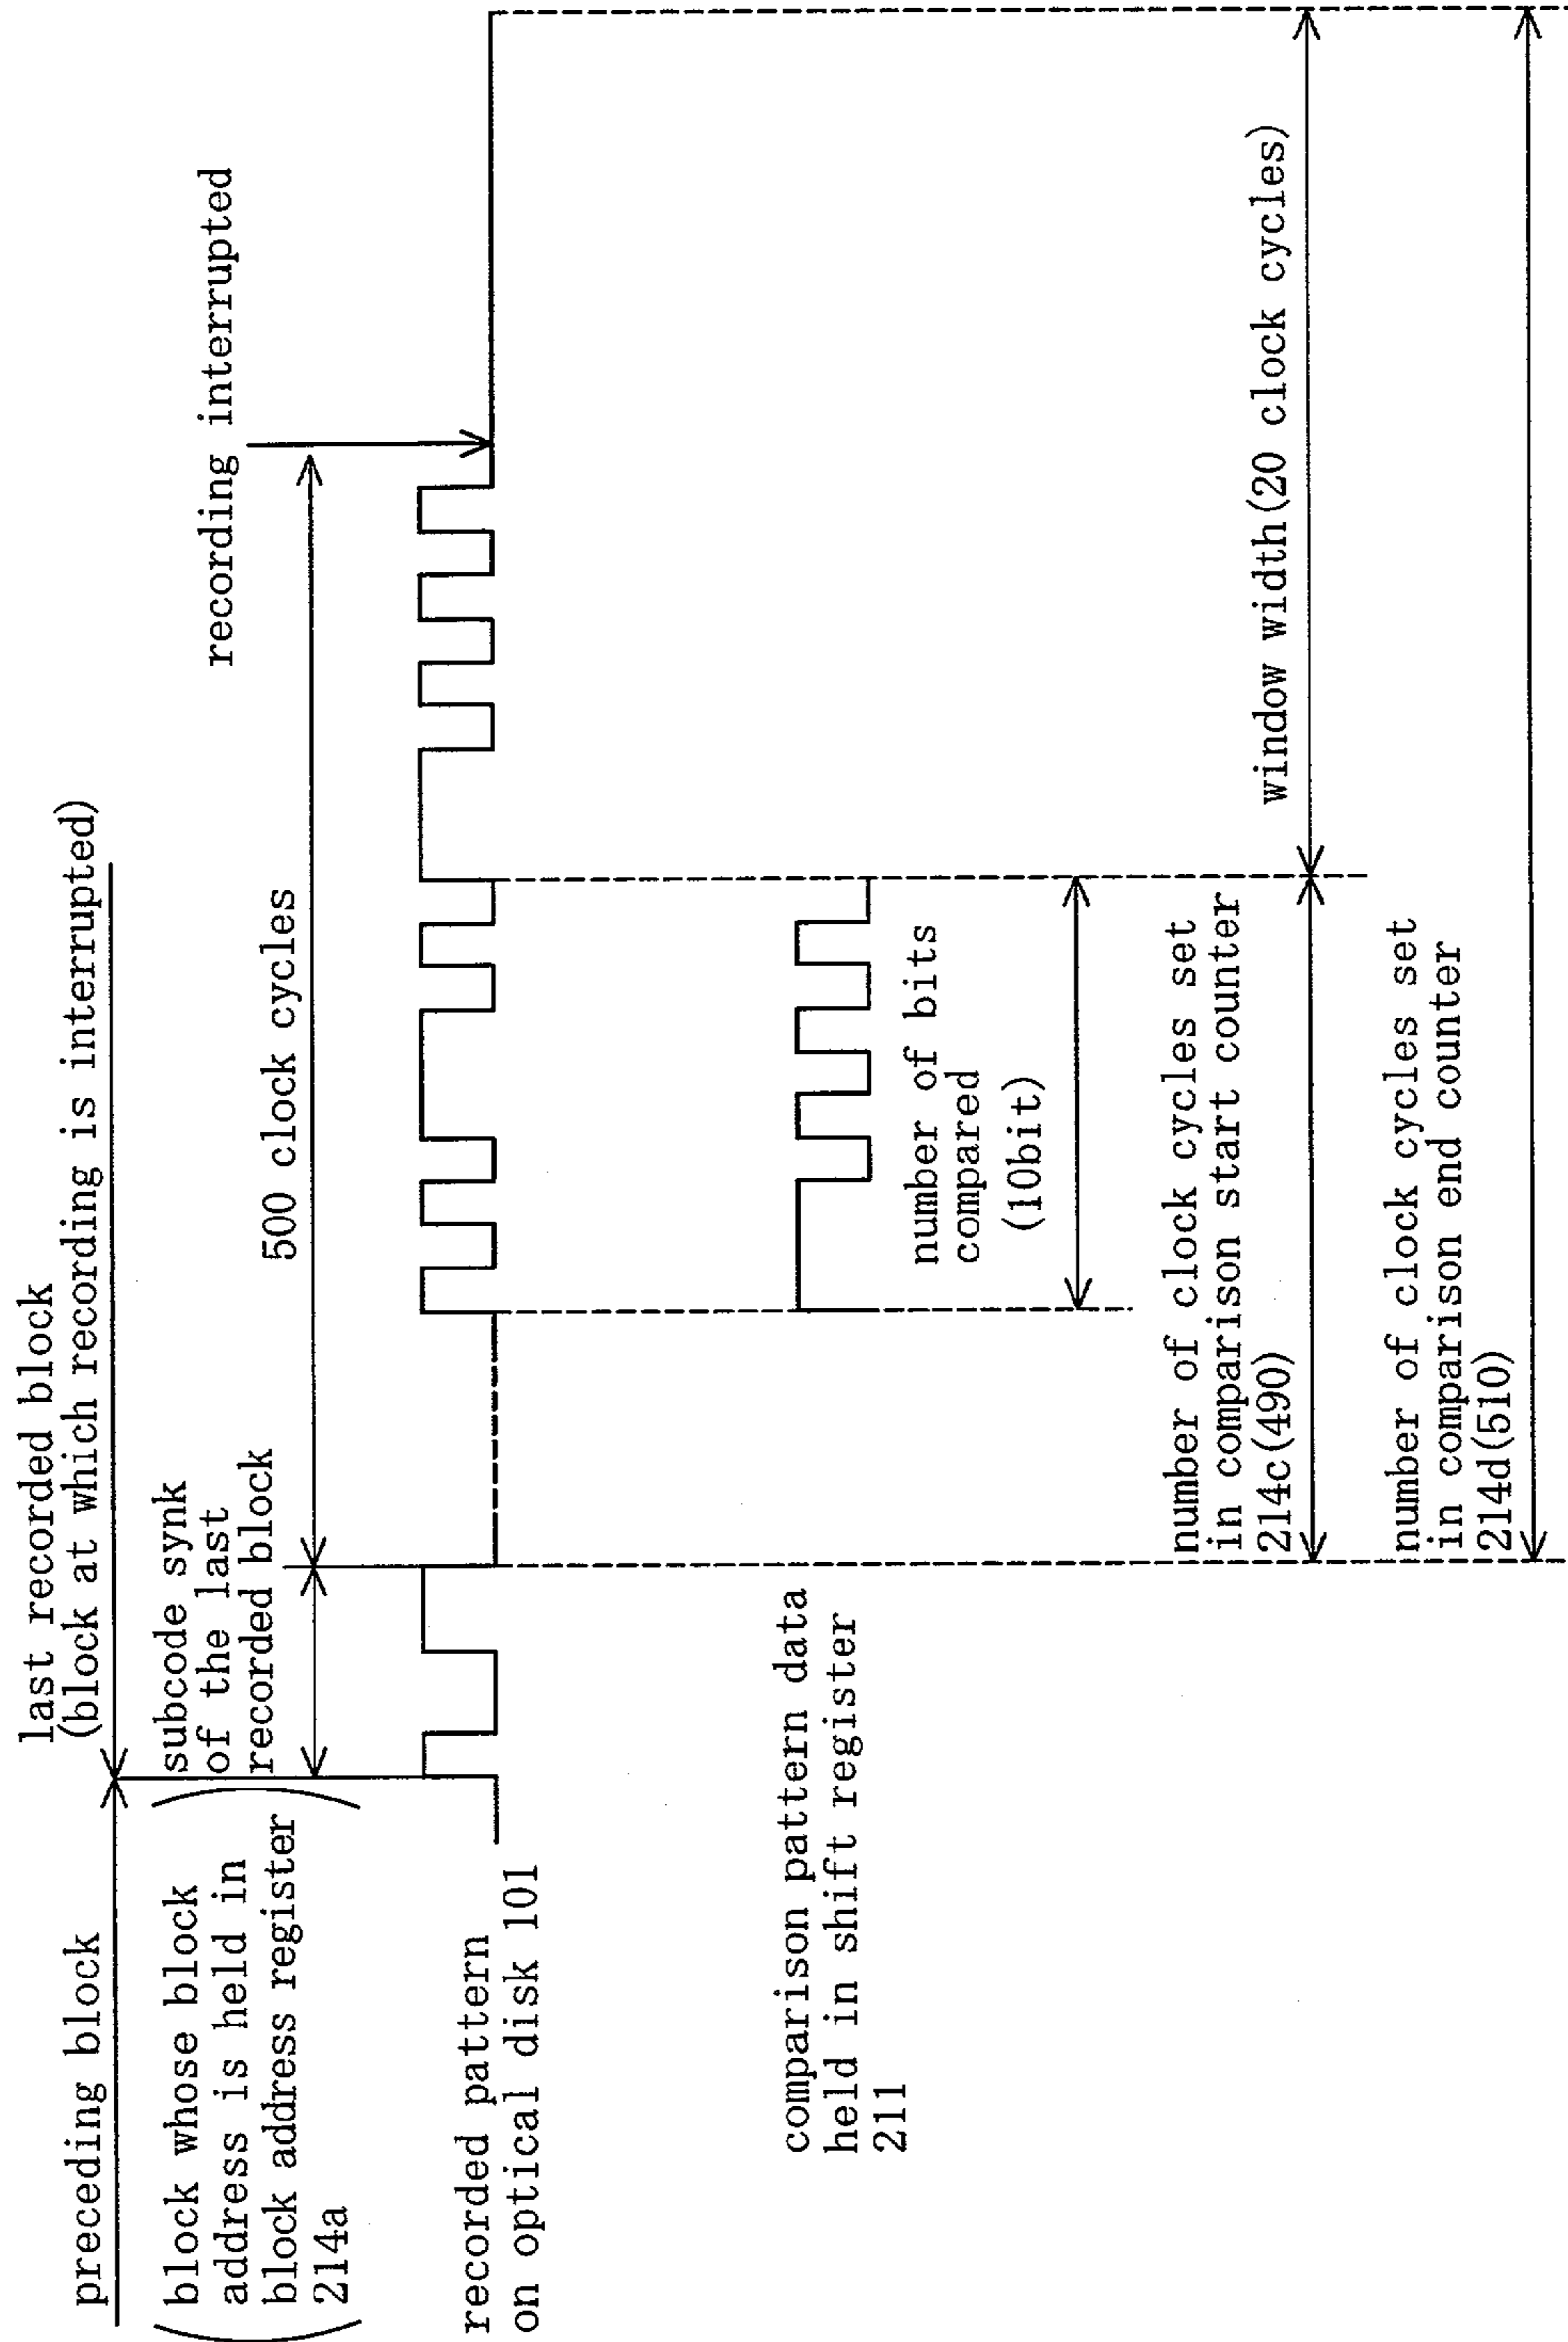 preceding block
last recorded block
(block at which recording is interrupted)
(block whose block
address is held in
block address register
214a)
subcode synk
of the last
recorded block
500 clock cycles
recording interrupted
recorded pattern
on optical disk 101
comparison pattern data
held in shift register
211
number of bits
compared
(10bit)
number of clock cycles set
in comparison start counter
214c(490)
window width(20 clock cycles)
number of clock cycles set
in comparison end counter
214d(510)